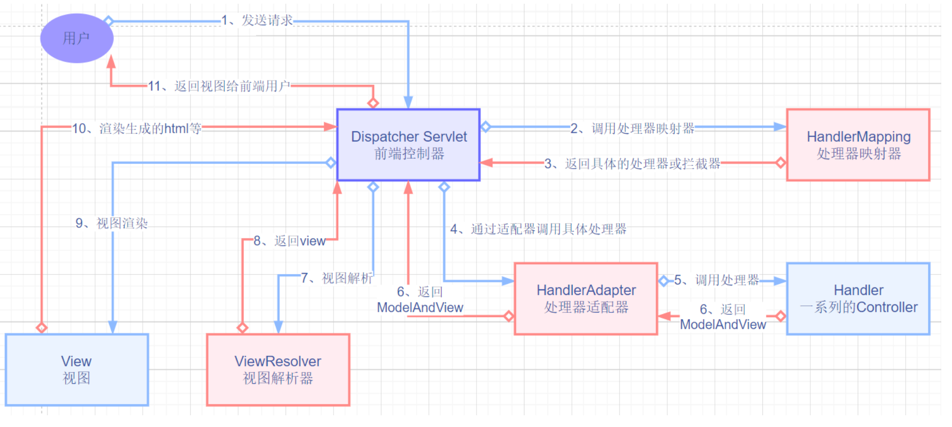 1、发送请求
用户
11、返回视图给前端用户
10、渲染生成的html等
Dispatcher Servlet
前端控制器
2、调用处理器映射器
HandlerMapping
处理器映射器
3、返回具体的处理器或拦截器
9、视图渲染
4、通过适配器调用具体处理器
8、返回view
7、视图解析
6、返回
ModelAndView
HandlerAdapter
处理器适配器
5、调用处理器
6、返回
ModelAndView
Handler
一系列的Controller
View
视图
ViewResolver
视图解析器